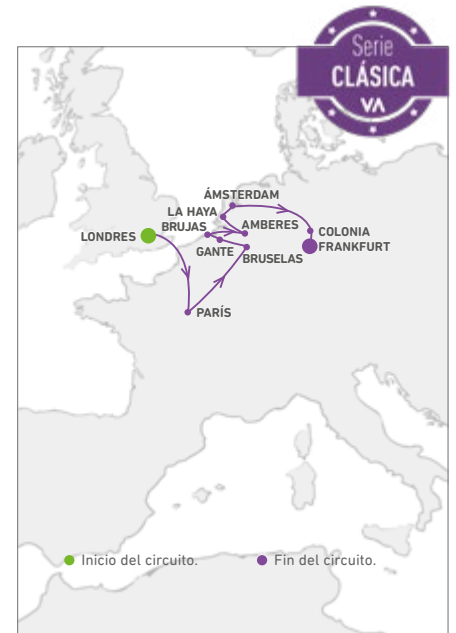 Serie
CLÁSICA
VA
ÁMSTERDAM
LA HAYA
BRUJAS
AMBERES
LONDRES
COLONIA
GANTE
FRANKFURT
BRUSELAS
PARÍS
Inicio del circuito.
Fin del circuito.